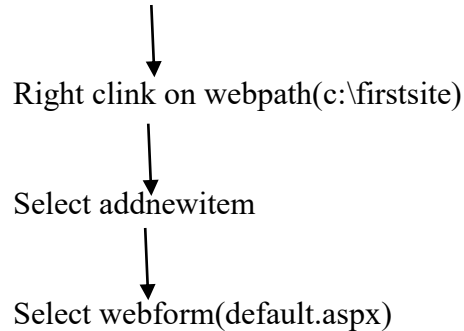 Right clink on webpath(c:\firstsite)
Select addnewitem
Select webform(default.aspx)